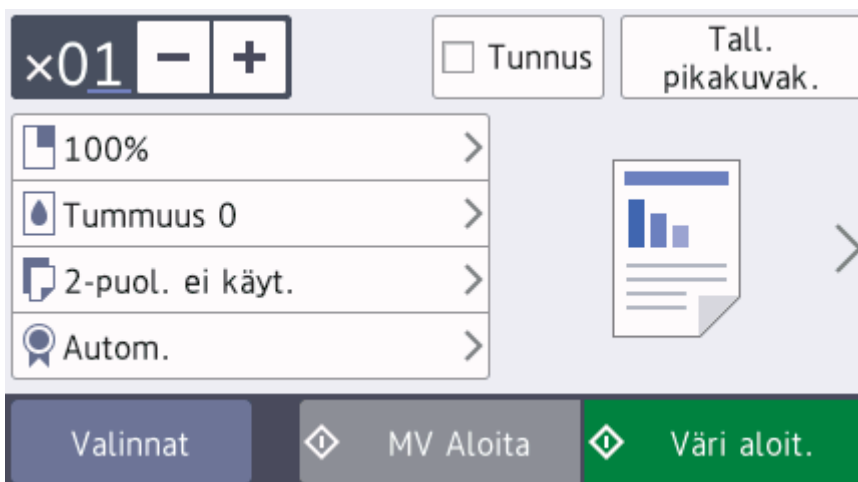 ×01 − +
Tunnus
Tall.
pikakuvak.
100%
Tummuus 0
2-puol. ei käyt.
Autom.
Valinnat
MV Aloita
Väri aloit.